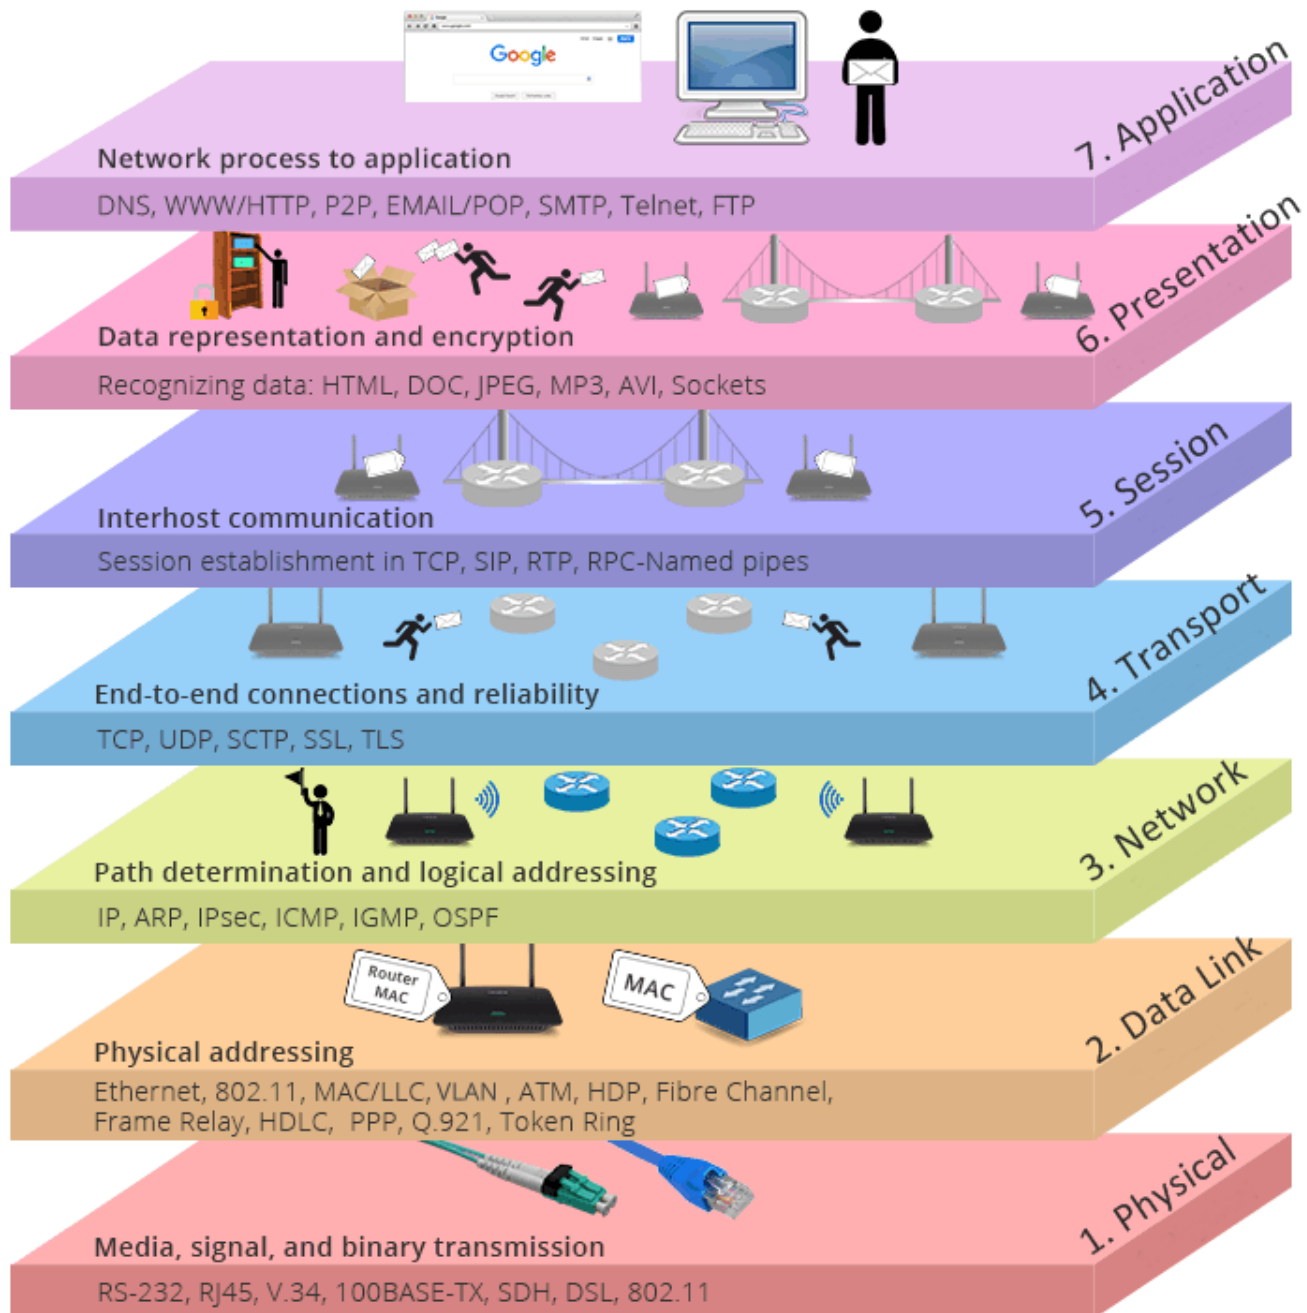 Google
7. Application
Network process to application
DNS, WWW/HTTP, P2P, EMAIL/POP, SMTP, Telnet, FTP
6. Presentation
Data representation and encryption
Recognizing data: HTML, DOC, JPEG, MP3, AVI, Sockets
5. Session
Interhost communication
Session establishment in TCP, SIP, RTP, RPC-Named pipes
4. Transport
End-to-end connections and reliability
TCP, UDP, SCTP, SSL, TLS
3. Network
Path determination and logical addressing
IP, ARP, IPsec, ICMP, IGMP, OSPF
Router
MAC
MAC
2. Data Link
Physical addressing
Ethernet, 802.11, MAC/LLC, VLAN , ATM, HDP, Fibre Channel,
Frame Relay, HDLC, PPP, Q.921, Token Ring
1. Physical
Media, signal, and binary transmission
RS-232, RJ45, V.34, 100BASE-TX, SDH, DSL, 802.11